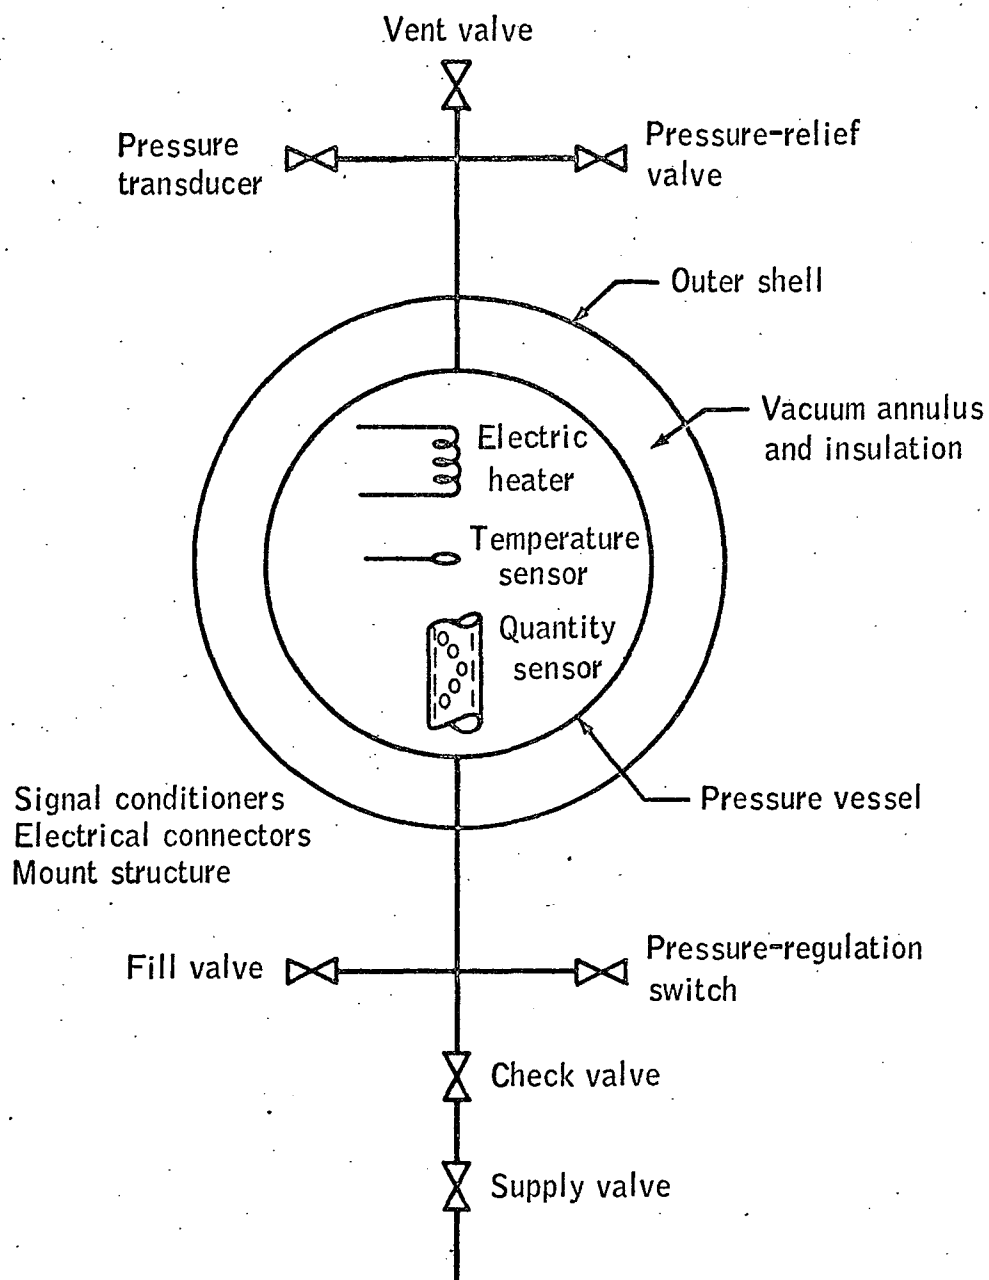 Vent valve
Pressure
transducer
Pressure-relief
valve
Outer shell
Vacuum annulus
and insulation
Electric
heater
Temperature
sensor
Quantity
sensor
Pressure vessel
Signal conditioners
Electrical connectors
Mount structure
Fill valve
Pressure-regulation
switch
Check valve
Supply valve